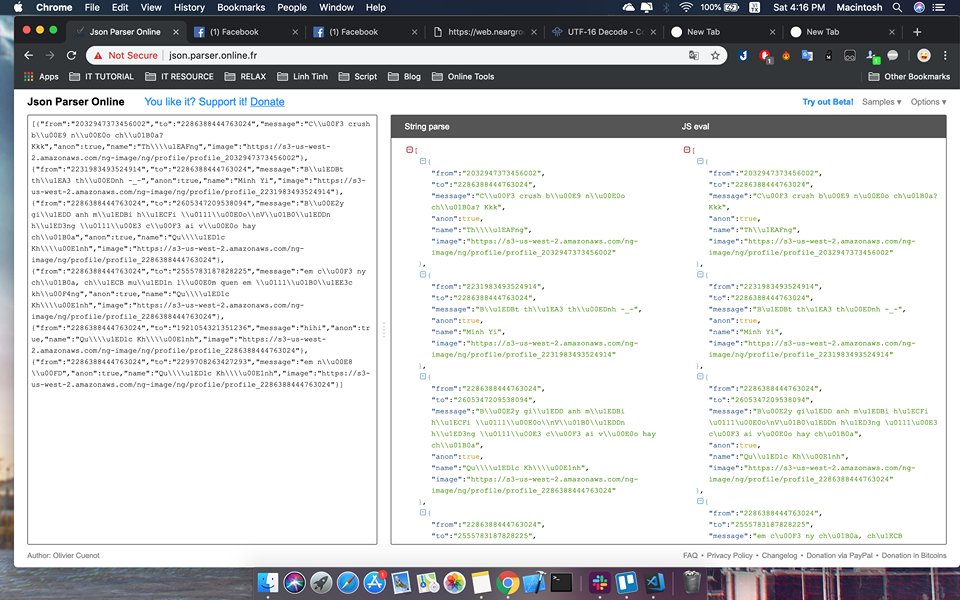 Chrome File Edit View History Bookmarks People Window Help 100% Sat 4:16 PM Macintosh
Json Parser Online (1) Facebook (1) Facebook https://web.neargro UTF-16 Decode - C New Tab New Tab
Not Secure json.parser.online.fr
Apps IT TUTORIAL IT RESOURCE RELAX Linh Tinh Script Blog Online Tools Other Bookmarks
Json Parser Online You like it? Support it! Donate Try out Beta! Samples ▾ Options ▾
[{"from":"2032947373456002","to":"2286388444763024","message":"C\\u00F3 crush
b\\u00E9 n\\u00E0o ch\\u01B0a?
Kkk","anon":true,"name":"Th\\\\u1EAFng","image":"https://s3-us-west-
2.amazonaws.com/ng-image/ng/profile/profile_2032947373456002"},
{"from":"2231983493524914","to":"2286388444763024","message":"B\\u1EDBt
th\\u1EA3 th\\u00EDnh -_-","anon":true,"name":"Minh Yi","image":"https://s3-
us-west-2.amazonaws.com/ng-image/ng/profile/profile_2231983493524914"},
{"from":"2286388444763024","to":"2605347209538094","message":"B\\u00E2y
gi\\u1EDD anh m\\u1EDBi h\\u1ECFi \\u0111\\u00E0o\\nV\\u01B0\\u1EDDn
h\\u1ED3ng \\u0111\\u00E3 c\\u00F3 ai v\\u00E0o hay
ch\\u01B0a","anon":true,"name":"Qu\\\\u1ED1c
Kh\\\\u00E1nh","image":"https://s3-us-west-2.amazonaws.com/ng-
image/ng/profile/profile_2286388444763024"},
{"from":"2286388444763024","to":"2555783187828225","message":"em c\\u00F3 ny
ch\\u01B0a, ch\\u1ECB mu\\u1ED1n l\\u00E0m quen em \\u0111\\u01B0\\u1EE3c
kh\\u00F4ng","anon":true,"name":"Qu\\\\u1ED1c
Kh\\\\u00E1nh","image":"https://s3-us-west-2.amazonaws.com/ng-
image/ng/profile/profile_2286388444763024"},
{"from":"2286388444763024","to":"1921054321351236","message":"hihi","anon":tr
ue,"name":"Qu\\\\u1ED1c Kh\\\\u00E1nh","image":"https://s3-us-west-
2.amazonaws.com/ng-image/ng/profile/profile_2286388444763024"},
{"from":"2286388444763024","to":"2299708263427293","message":"em n\\u00E8
\\u00FD","anon":true,"name":"Qu\\\\u1ED1c Kh\\\\u00E1nh","image":"https://s3-
us-west-2.amazonaws.com/ng-image/ng/profile/profile_2286388444763024"}]
String parse
[
{
"from":"2032947373456002",
"to":"2286388444763024",
"message":"C\\u00F3 crush b\\u00E9 n\\u00E0o
ch\\u01B0a? Kkk",
"anon":true,
"name":"Th\\\\u1EAFng",
"image":"https://s3-us-west-2.amazonaws.com/ng-
image/ng/profile/profile_2032947373456002"
},
{
"from":"2231983493524914",
"to":"2286388444763024",
"message":"B\\u1EDBt th\\u1EA3 th\\u00EDnh -_-",
"anon":true,
"name":"Minh Yi",
"image":"https://s3-us-west-2.amazonaws.com/ng-
image/ng/profile/profile_2231983493524914"
},
{
"from":"2286388444763024",
"to":"2605347209538094",
"message":"B\\u00E2y gi\\u1EDD anh m\\u1EDBi
h\\u1ECFi \\u0111\\u00E0o\\nV\\u01B0\\u1EDDn
h\\u1ED3ng \\u0111\\u00E3 c\\u00F3 ai v\\u00E0o hay
ch\\u01B0a",
"anon":true,
"name":"Qu\\\\u1ED1c Kh\\\\u00E1nh",
"image":"https://s3-us-west-2.amazonaws.com/ng-
image/ng/profile/profile_2286388444763024"
},
{
"from":"2286388444763024",
"to":"2555783187828225",
JS eval
[
{
"from":"2032947373456002",
"to":"2286388444763024",
"message":"C\u00F3 crush b\u00E9 n\u00E0o ch\u01B0a?
Kkk",
"anon":true,
"name":"Th\\u1EAFng",
"image":"https://s3-us-west-2.amazonaws.com/ng-
image/ng/profile/profile_2032947373456002"
},
{
"from":"2231983493524914",
"to":"2286388444763024",
"message":"B\u1EDBt th\u1EA3 th\u00EDnh -_-",
"anon":true,
"name":"Minh Yi",
"image":"https://s3-us-west-2.amazonaws.com/ng-
image/ng/profile/profile_2231983493524914"
},
{
"from":"2286388444763024",
"to":"2605347209538094",
"message":"B\u00E2y gi\u1EDD anh m\u1EDBi h\u1ECFi
\u0111\u00E0o\nV\u01B0\u1EDDn h\u1ED3ng \u0111\u00E3
c\u00F3 ai v\u00E0o hay ch\u01B0a",
"anon":true,
"name":"Qu\\u1ED1c Kh\\u00E1nh",
"image":"https://s3-us-west-2.amazonaws.com/ng-
image/ng/profile/profile_2286388444763024"
},
{
"from":"2286388444763024",
"to":"2555783187828225",
"message":"em c\u00F3 ny ch\u01B0a, ch\u1ECB
Author: Olivier Cuenot FAQ • Privacy Policy • Changelog • Donation via PayPal • Donation in Bitcoins